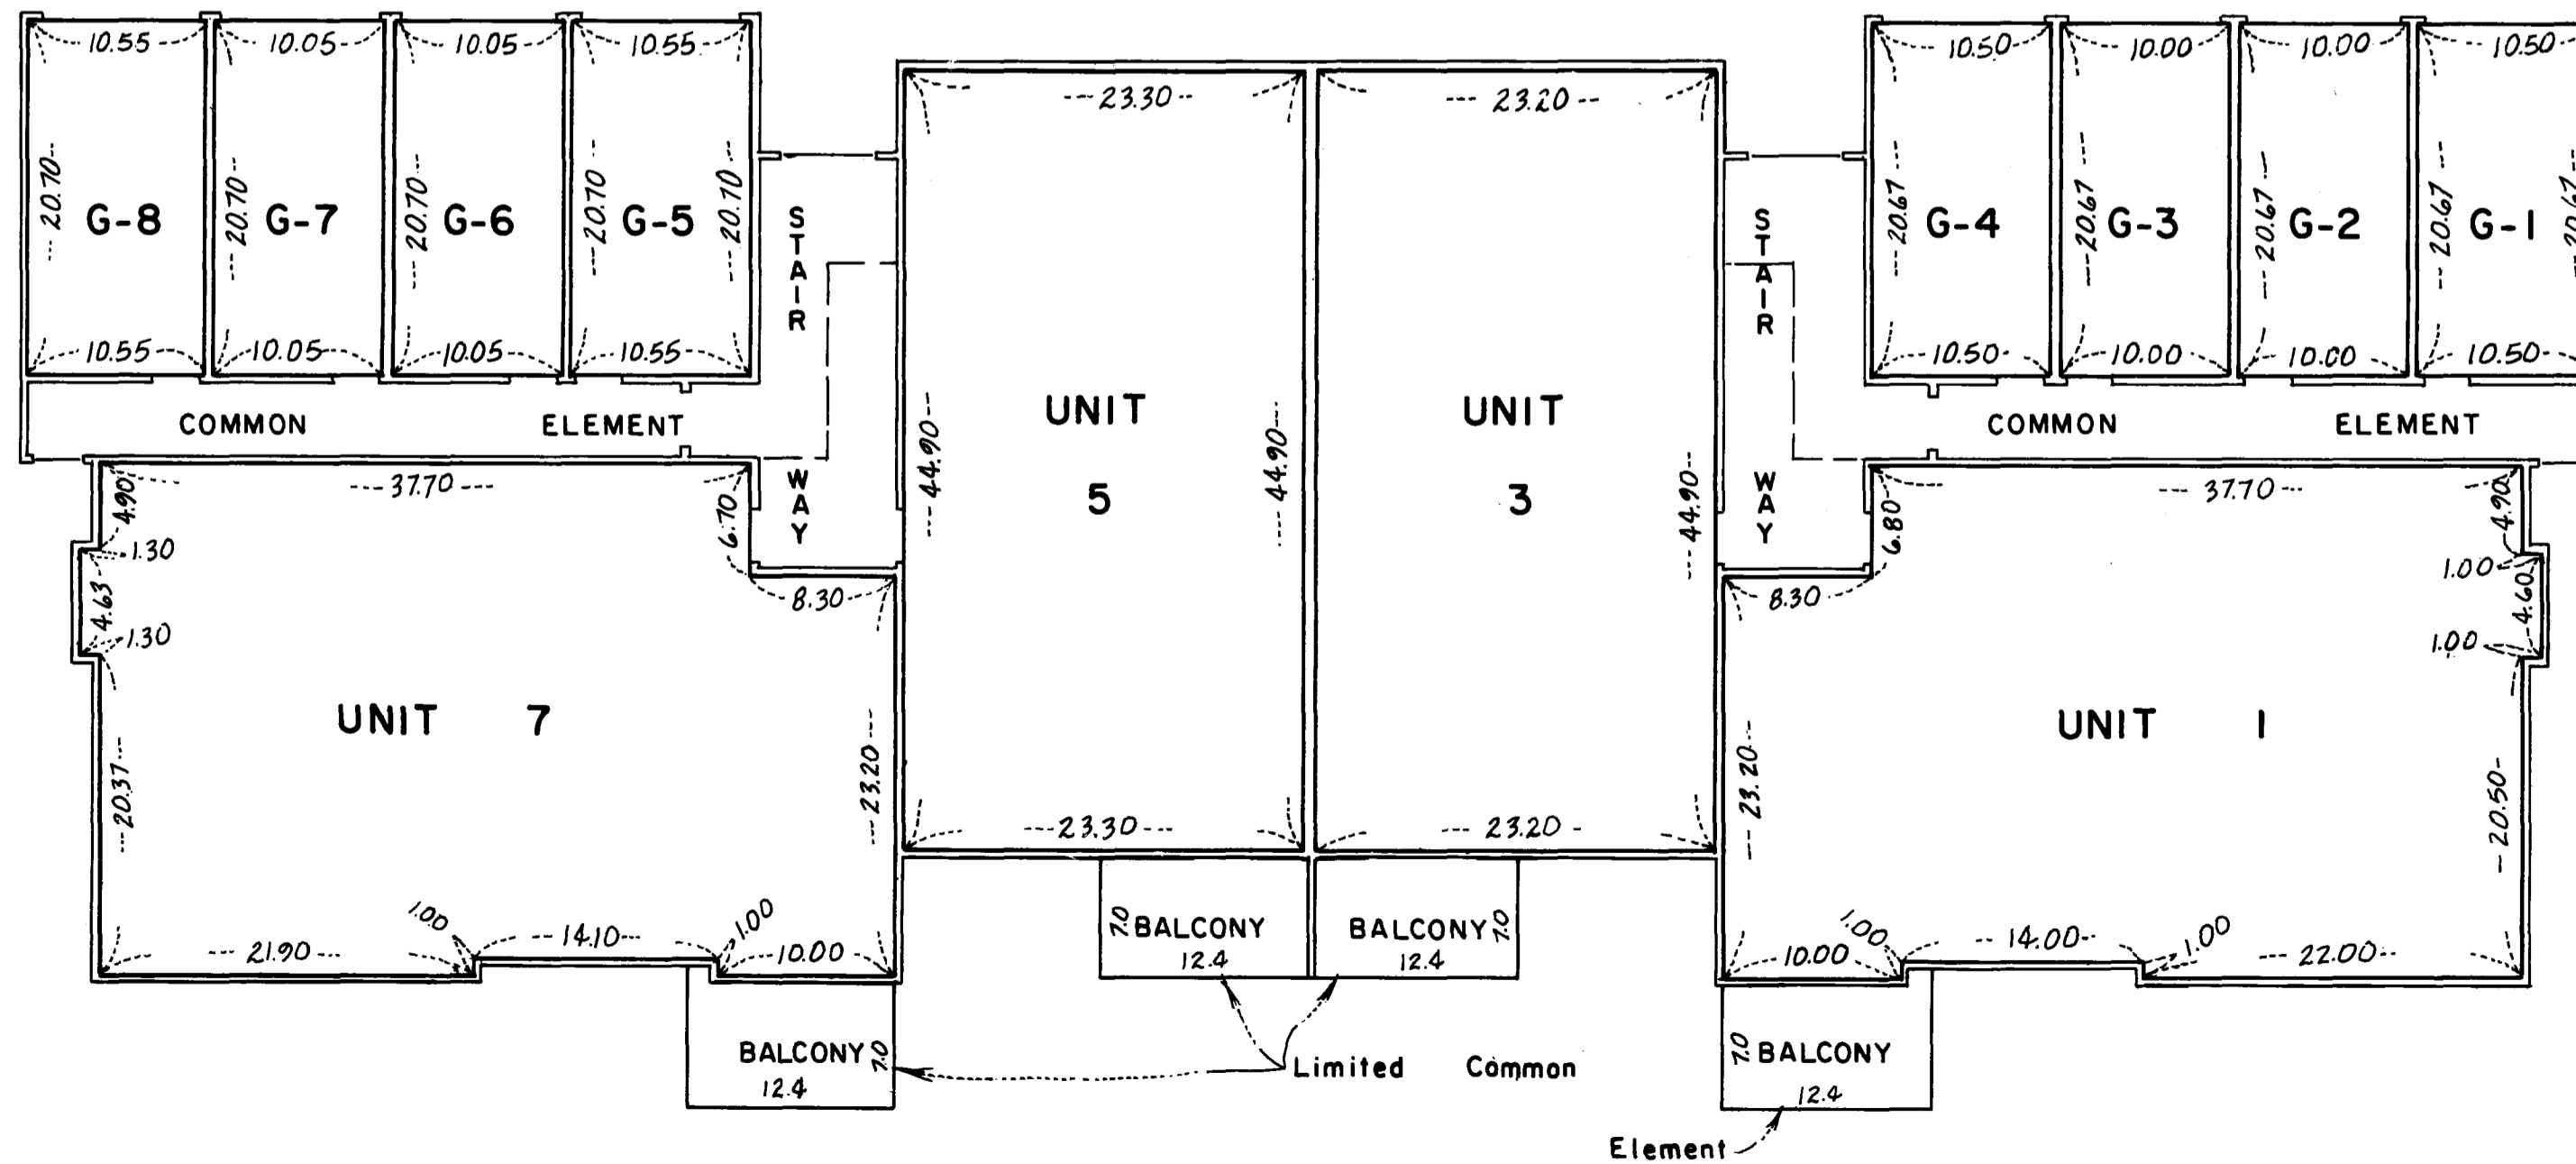 10.55 10.05 10.05 10.55
10.50 10.00 10.00 10.50
23.30 23.20
20.70 G-8 20.70 G-7 20.70 G-6 20.70 G-5 20.70
STAIR WAY
STAIR WAY
20.67 G-4 20.67 G-3 20.67 G-2 20.67 G-1 20.67
10.55 10.05 10.05 10.55
10.50 10.00 10.00 10.50
COMMON ELEMENT
COMMON ELEMENT
UNIT
5
44.90 44.90
UNIT
3
44.90
37.70
4.90
6.70
1.30
4.63
1.30
8.30
UNIT 7
20.37
23.20
1.00
1.00
21.90 14.10 10.00
37.70
6.80
4.90
1.00
4.60
1.00
8.30
UNIT 1
23.20
20.50
1.00
1.00
10.00 14.00 22.00
23.30 23.20
7.0 BALCONY
12.4
BALCONY 7.0
12.4
BALCONY 7.0
12.4
7.0 BALCONY
12.4
Limited Common
Element